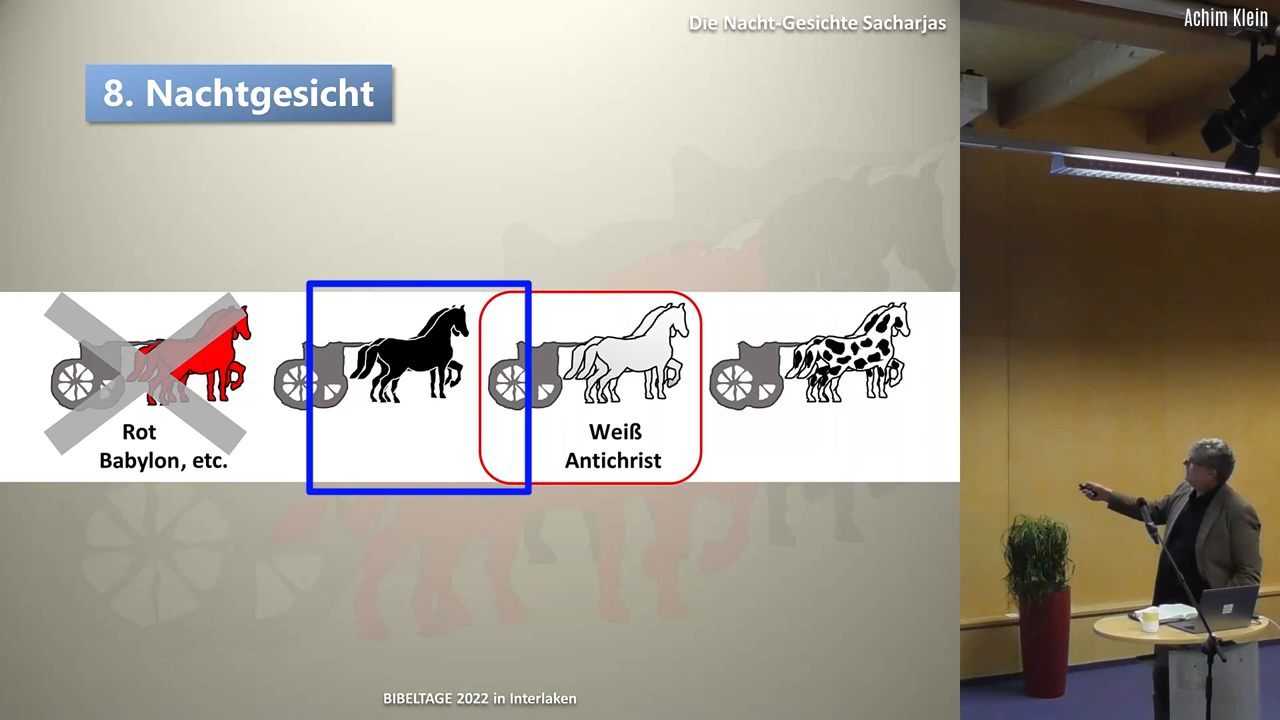 Achim Klein
Die Nacht-Gesichte Sacharjas
8. Nachtgesicht
Rot
Babylon, etc.
Weiß
Antichrist
BIBELTAGE 2022 in Interlaken